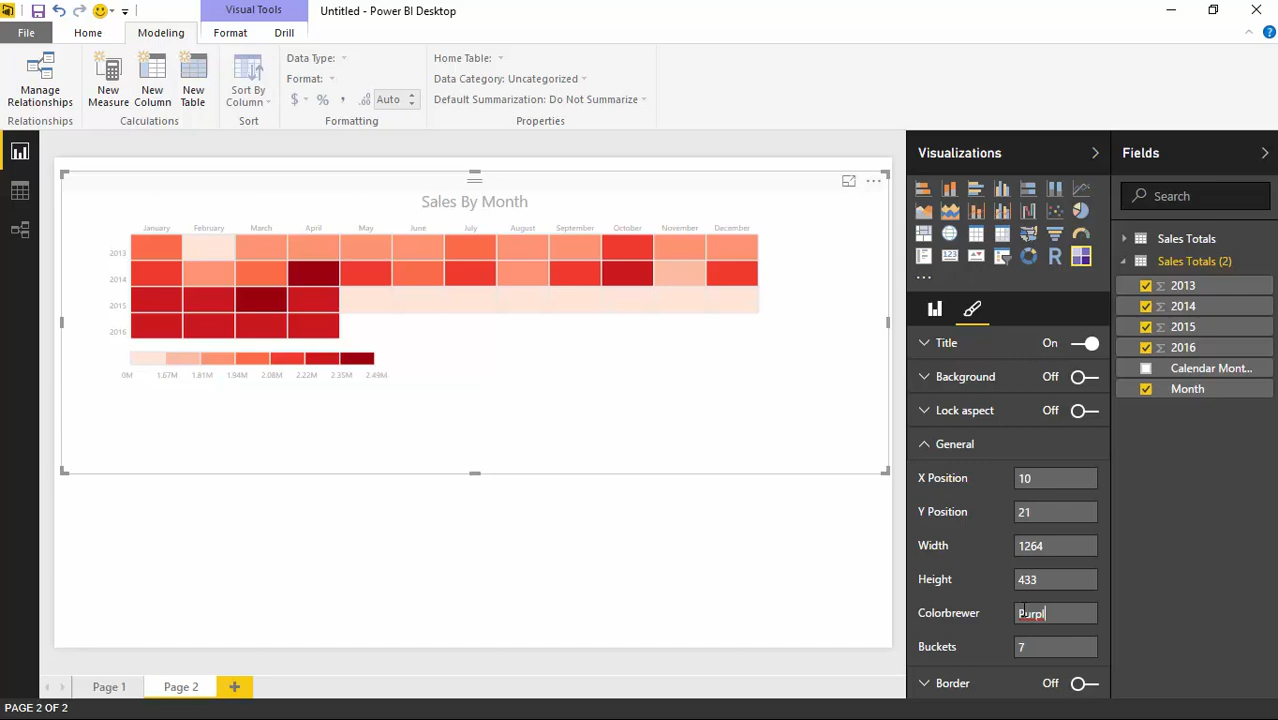 Visual Tools
Untitled - Power BI Desktop
File
Home
Modeling
Format
Drill
Manage
Relationships
New
Measure
New
Column
New
Table
Sort By
Column
Data Type:
Format:
$
%
,
.00
Auto
Home Table:
Data Category: Uncategorized
Default Summarization: Do Not Summarize
Relationships
Calculations
Sort
Formatting
Properties
Sales By Month
January February March April May June July August September October November December
2013
2014
2015
2016
0M 1.67M 1.81M 1.94M 2.08M 2.22M 2.35M 2.49M
Visualizations
R
Title On
Background Off
Lock aspect Off
General
X Position 10
Y Position 21
Width 1264
Height 433
Colorbrewer Purpl
Buckets 7
Border Off
Fields
Search
Sales Totals
Sales Totals (2)
Σ 2013
Σ 2014
Σ 2015
Σ 2016
Calendar Mont...
Month
Page 1
Page 2
PAGE 2 OF 2